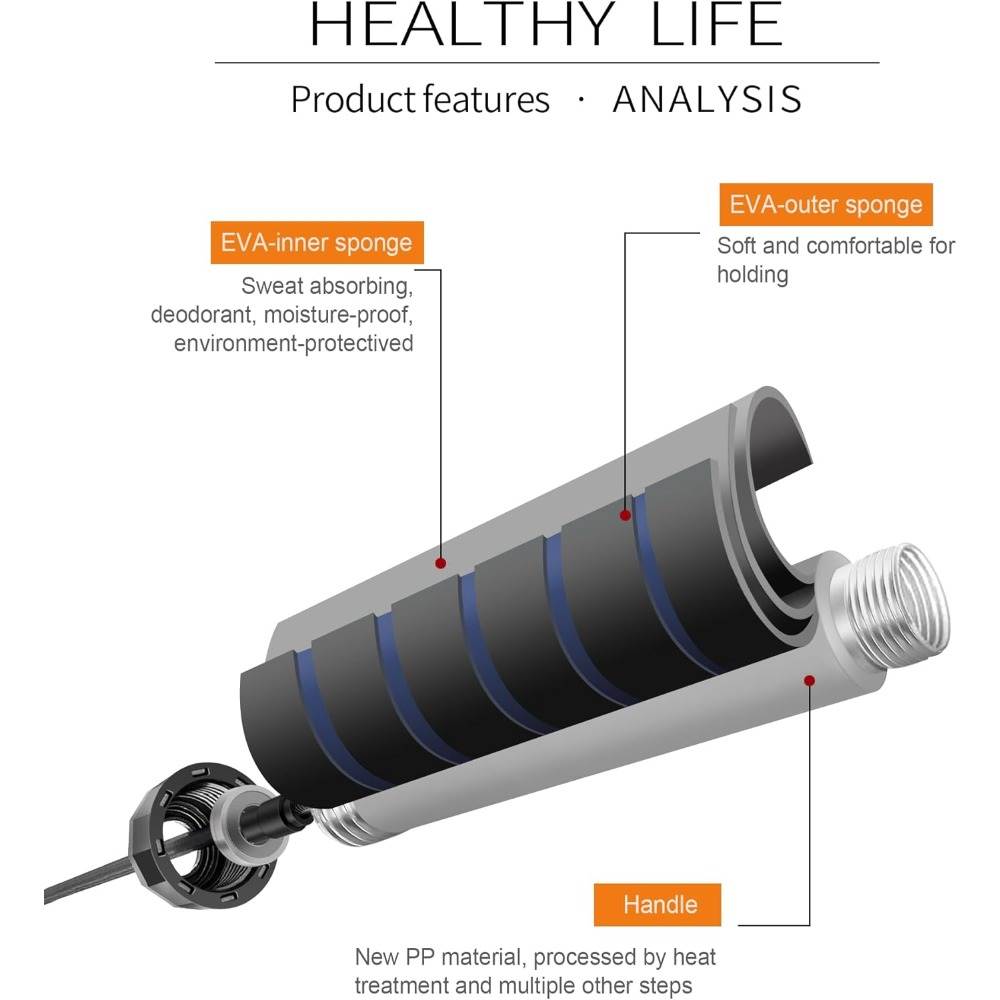 HEALTHY LIFE
Product features · ANALYSIS
EVA-outer sponge
Soft and comfortable for
holding
EVA-inner sponge
Sweat absorbing,
deodorant, moisture-proof,
environment-protectived
Handle
New PP material, processed by heat
treatment and multiple other steps